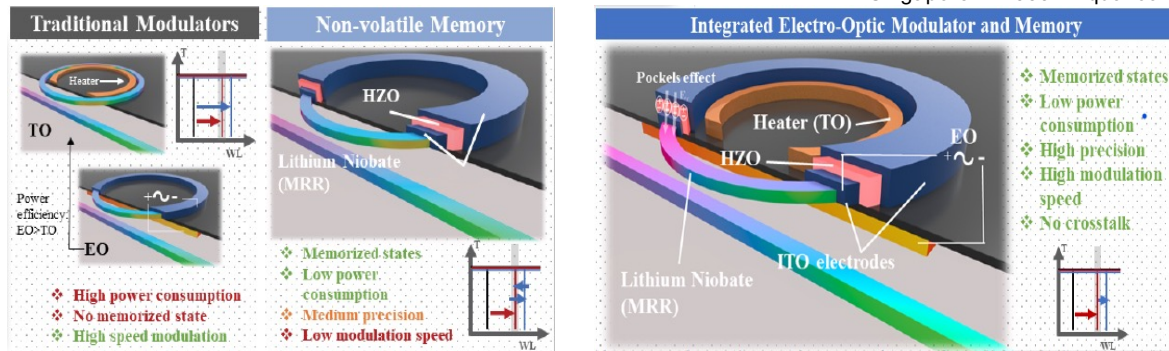 Traditional Modulators
Heater
TO
T
WL
Power
efficiency:
EO>TO
EO
+ ~ -
❖ High power consumption
❖ No memorized state
❖ High speed modulation
Non-volatile Memory
HZO
Lithium Niobate
(MRR)
❖ Memorized states
❖ Low power
consumption
❖ Medium precision
❖ Low modulation speed
T
WL
Integrated Electro-Optic Modulator and Memory
Pockels effect
Heater (TO)
HZO
EO
+ ~ -
ITO electrodes
Lithium Niobate
(MRR)
❖ Memorized states
❖ Low power
consumption
❖ High precision
❖ High modulation
speed
❖ No crosstalk
T
WL